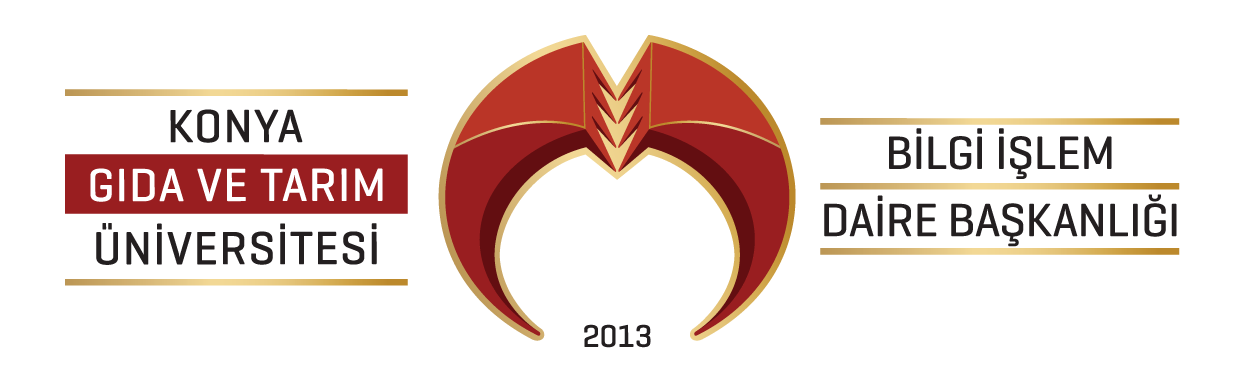 KONYA
GIDA VE TARIM
ÜNİVERSİTESİ
2013
BİLGİ İŞLEM
DAİRE BAŞKANLIĞI